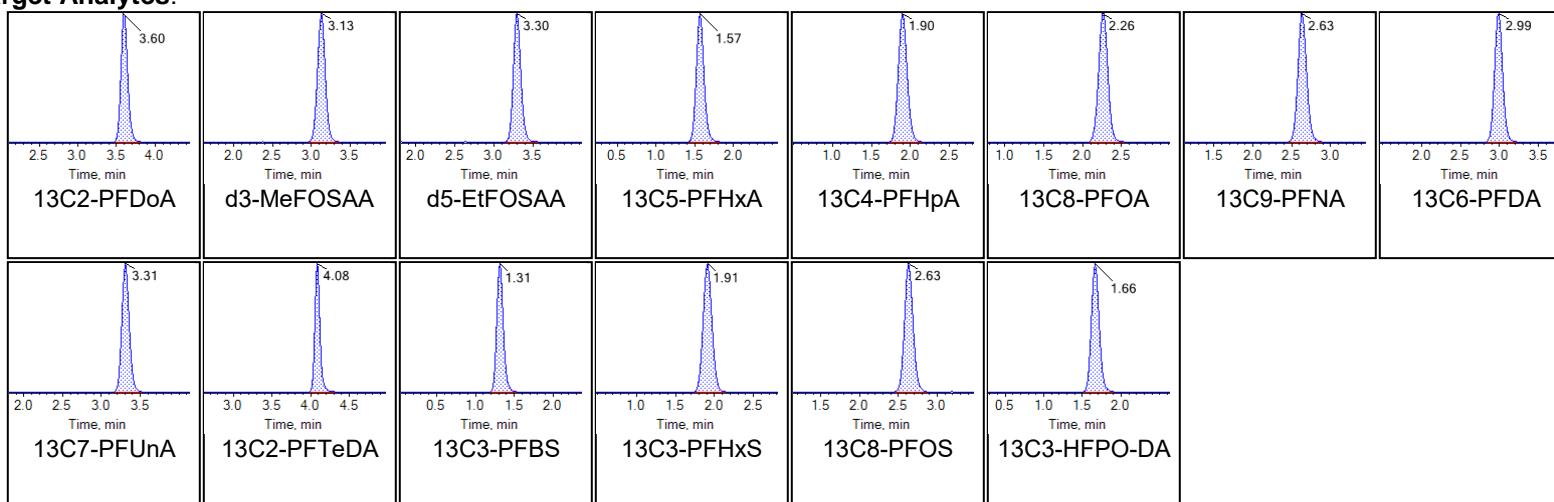 Target Analytes:
3.60
3.13
3.30
1.57
1.90
2.26
2.63
2.99
2.5 3.0 3.5 4.0
2.0 2.5 3.0 3.5
2.0 2.5 3.0 3.5
0.5 1.0 1.5 2.0
1.0 1.5 2.0 2.5
1.0 1.5 2.0 2.5
1.5 2.0 2.5 3.0
2.0 2.5 3.0 3.5
Time, min
Time, min
Time, min
Time, min
Time, min
Time, min
Time, min
Time, min
13C2-PFDoA
d3-MeFOSAA
d5-EtFOSAA
13C5-PFHxA
13C4-PFHpA
13C8-PFOA
13C9-PFNA
13C6-PFDA
3.31
4.08
1.31
1.91
2.63
1.66
2.0 2.5 3.0 3.5
3.0 3.5 4.0 4.5
0.5 1.0 1.5 2.0
1.0 1.5 2.0 2.5
1.5 2.0 2.5 3.0
0.5 1.0 1.5 2.0
Time, min
Time, min
Time, min
Time, min
Time, min
Time, min
13C7-PFUnA
13C2-PFTeDA
13C3-PFBS
13C3-PFHxS
13C8-PFOS
13C3-HFPO-DA